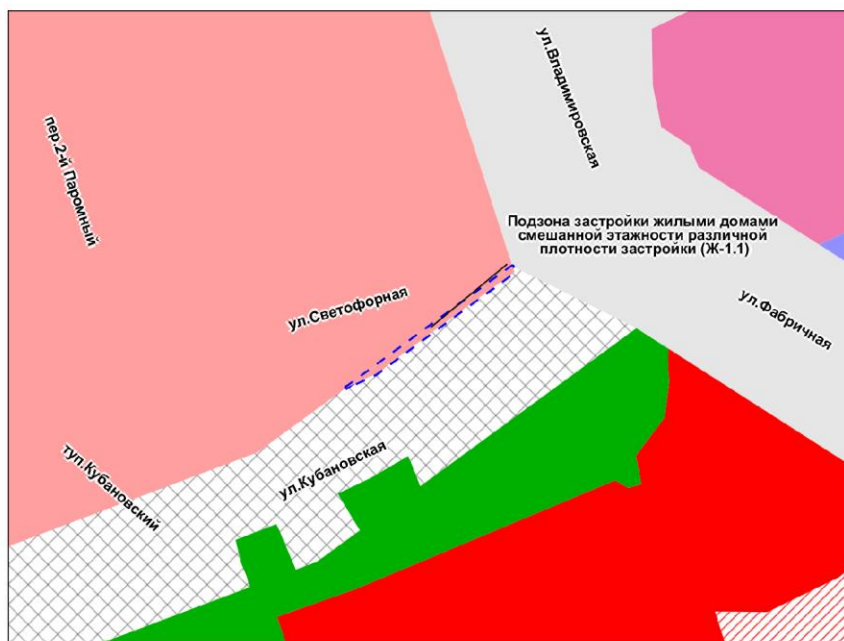 ул.Владимировская
пер.2-й Паромный
Подзона застройки жилыми домами
смешанной этажности различной
плотности застройки (Ж-1.1)
ул.Светофорная
ул.Фабричная
туп.Кубановский
ул.Кубановская